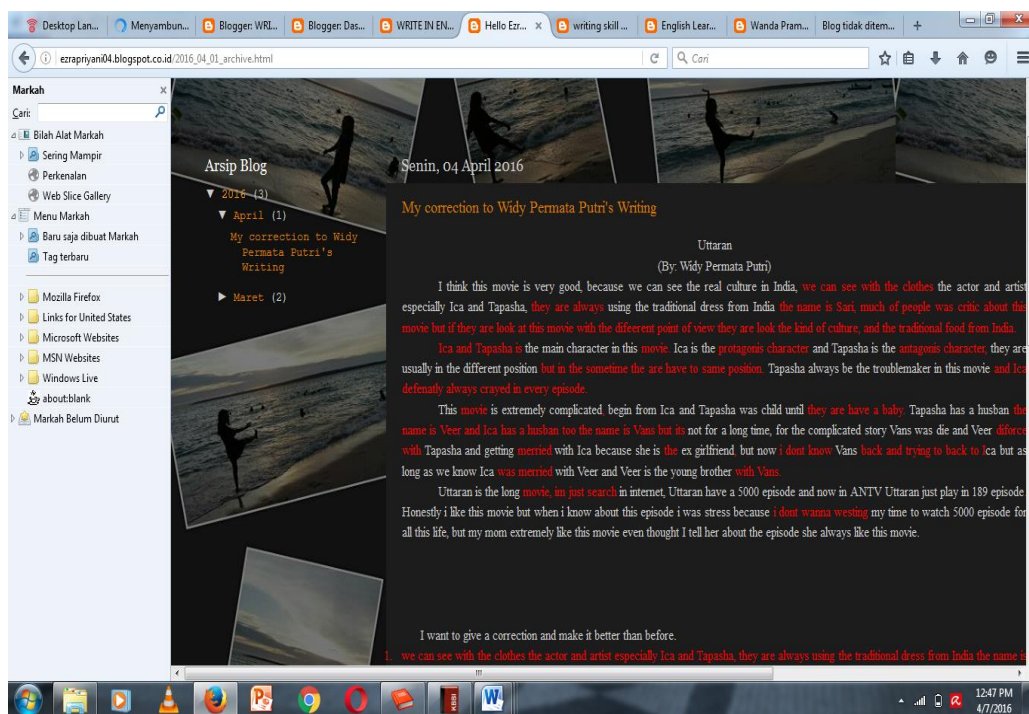 Desktop Lan...
Menyambun...
Blogger: WRI...
Blogger: Das...
WRITE IN EN...
Hello Ezr...
writing skill ...
English Lear...
Wanda Pram...
Blog tidak ditem...
ezrapriyani04.blogspot.co.id/2016_04_01_archive.html
Cari
Markah
Cari:
Bilah Alat Markah
Sering Mampir
Perkenalan
Web Slice Gallery
Menu Markah
Baru saja dibuat Markah
Tag terbaru
Mozilla Firefox
Links for United States
Microsoft Websites
MSN Websites
Windows Live
about:blank
Markah Belum Diurut
Arsip Blog
▼ 2016 (3)
▼ April (1)
My correction to Widy
Permata Putri's
Writing
► Maret (2)
Senin, 04 April 2016
My correction to Widy Permata Putri's Writing
Uttaran
(By: Widy Permata Putri)
I think this movie is very good, because we can see the real culture in India, we can see with the clothes the actor and artist
especially Ica and Tapasha, they are always using the traditional dress from India the name is Sari, much of people was critic about this
movie but if they are look at this movie with the difeerent point of view they are look the kind of culture, and the traditional food from India.
Ica and Tapasha is the main character in this movie. Ica is the protagonis character and Tapasha is the antagonis character, they are
usually in the different position but in the sometime the are have to same position. Tapasha always be the troublemaker in this movie and Ica
defenatly always crayed in every episode.
This movie is extremely complicated, begin from Ica and Tapasha was child until they are have a baby. Tapasha has a husban the
name is Veer and Ica has a husban too the name is Vans but its not for a long time, for the complicated story Vans was die and Veer diforce
with Tapasha and getting merried with Ica because she is the ex girlfriend, but now i dont know Vans back and trying to back to Ica but as
long as we know Ica was merried with Veer and Veer is the young brother with Vans.
Uttaran is the long movie, im just search in internet, Uttaran have a 5000 episode and now in ANTV Uttaran just play in 189 episode
Honestly i like this movie but when i know about this episode i was stress because i dont wanna westing my time to watch 5000 episode for
all this life, but my mom extremely like this movie even thought I tell her about the episode she always like this movie.
I want to give a correction and make it better than before.
1. we can see with the clothes the actor and artist especially Ica and Tapasha, they are always using the traditional dress from India the name is
KBBI
12:47 PM
4/7/2016